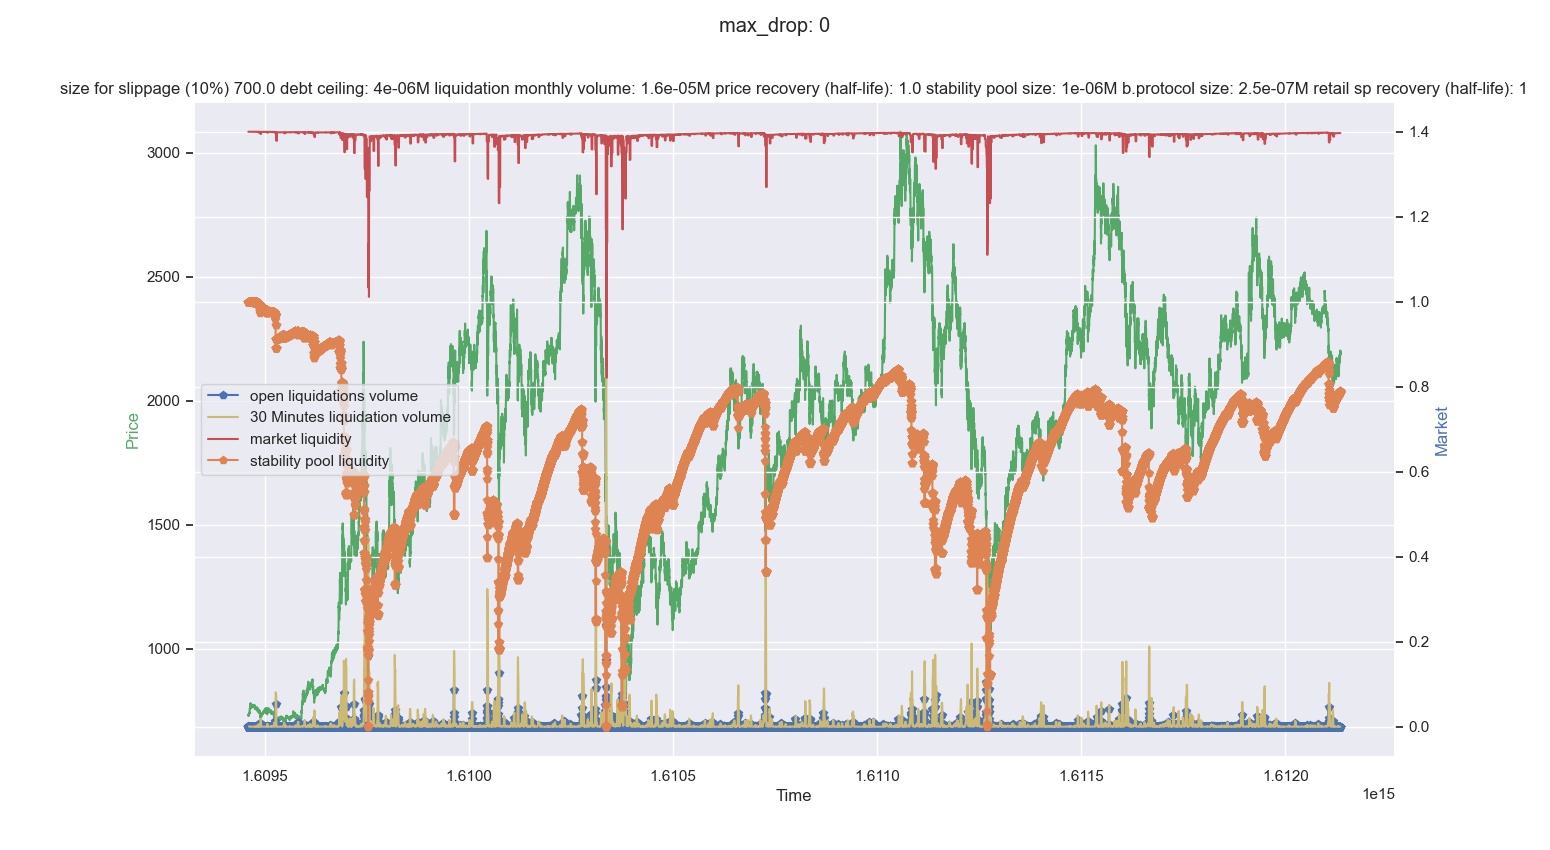 max_drop: 0
size for slippage (10%) 700.0 debt ceiling: 4e-06M liquidation monthly volume: 1.6e-05M price recovery (half-life): 1.0 stability pool size: 1e-06M b.protocol size: 2.5e-07M retail sp recovery (half-life): 1
3000
2500
2000
1500
1000
Price
open liquidations volume
30 Minutes liquidation volume
market liquidity
stability pool liquidity
1.4
1.2
1.0
0.8
0.6
0.4
0.2
0.0
Market
1.6095
1.6100
1.6105
1.6110
1.6115
1.6120
Time
1e15